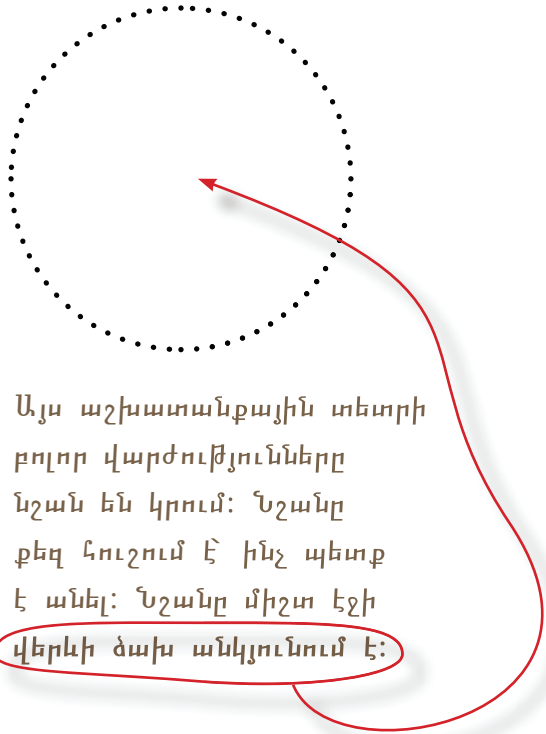 Այս աշխատանքային տետրի
բոլոր վարժությունները
նշան են կրում: Նշանը
քեզ հուշում է՝ ինչ պետք
է անել: Նշանը միշտ էջի
վերևի ձախ անկյունում է: